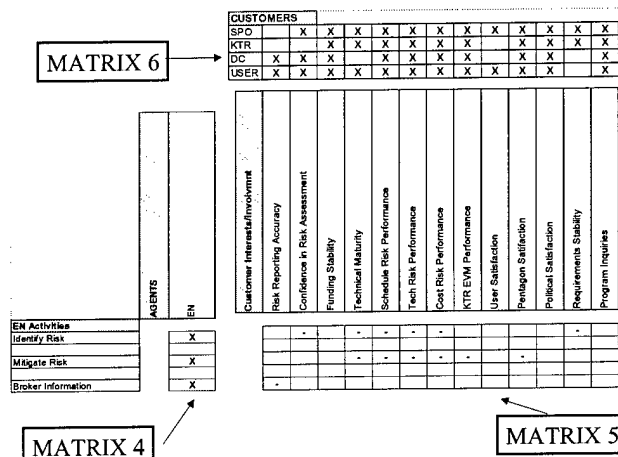 CUSTOMERS
SPO X X X X X X X X X X X X
KTR X X X X X X X X X X
DC X X X X X X X X X X
USER X X X X X X X X X X X X
MATRIX 6
AGENTS
EN
Customer Interests/Involvmnt
Risk Reporting Accuracy
Confidence in Risk Assessment
Funding Stability
Technical Maturity
Schedule Risk Performance
Tech Risk Performance
Cost Risk Performance
KTR EVM Performance
User Satisfaction
Pentagon Satifaction
Political Satisfaction
Requirements Stability
Program Inquiries
EN Activities
Identify Risk X - - - - - -
Mitigate Risk X - - - - - -
Broker Information X -
MATRIX 4
MATRIX 5